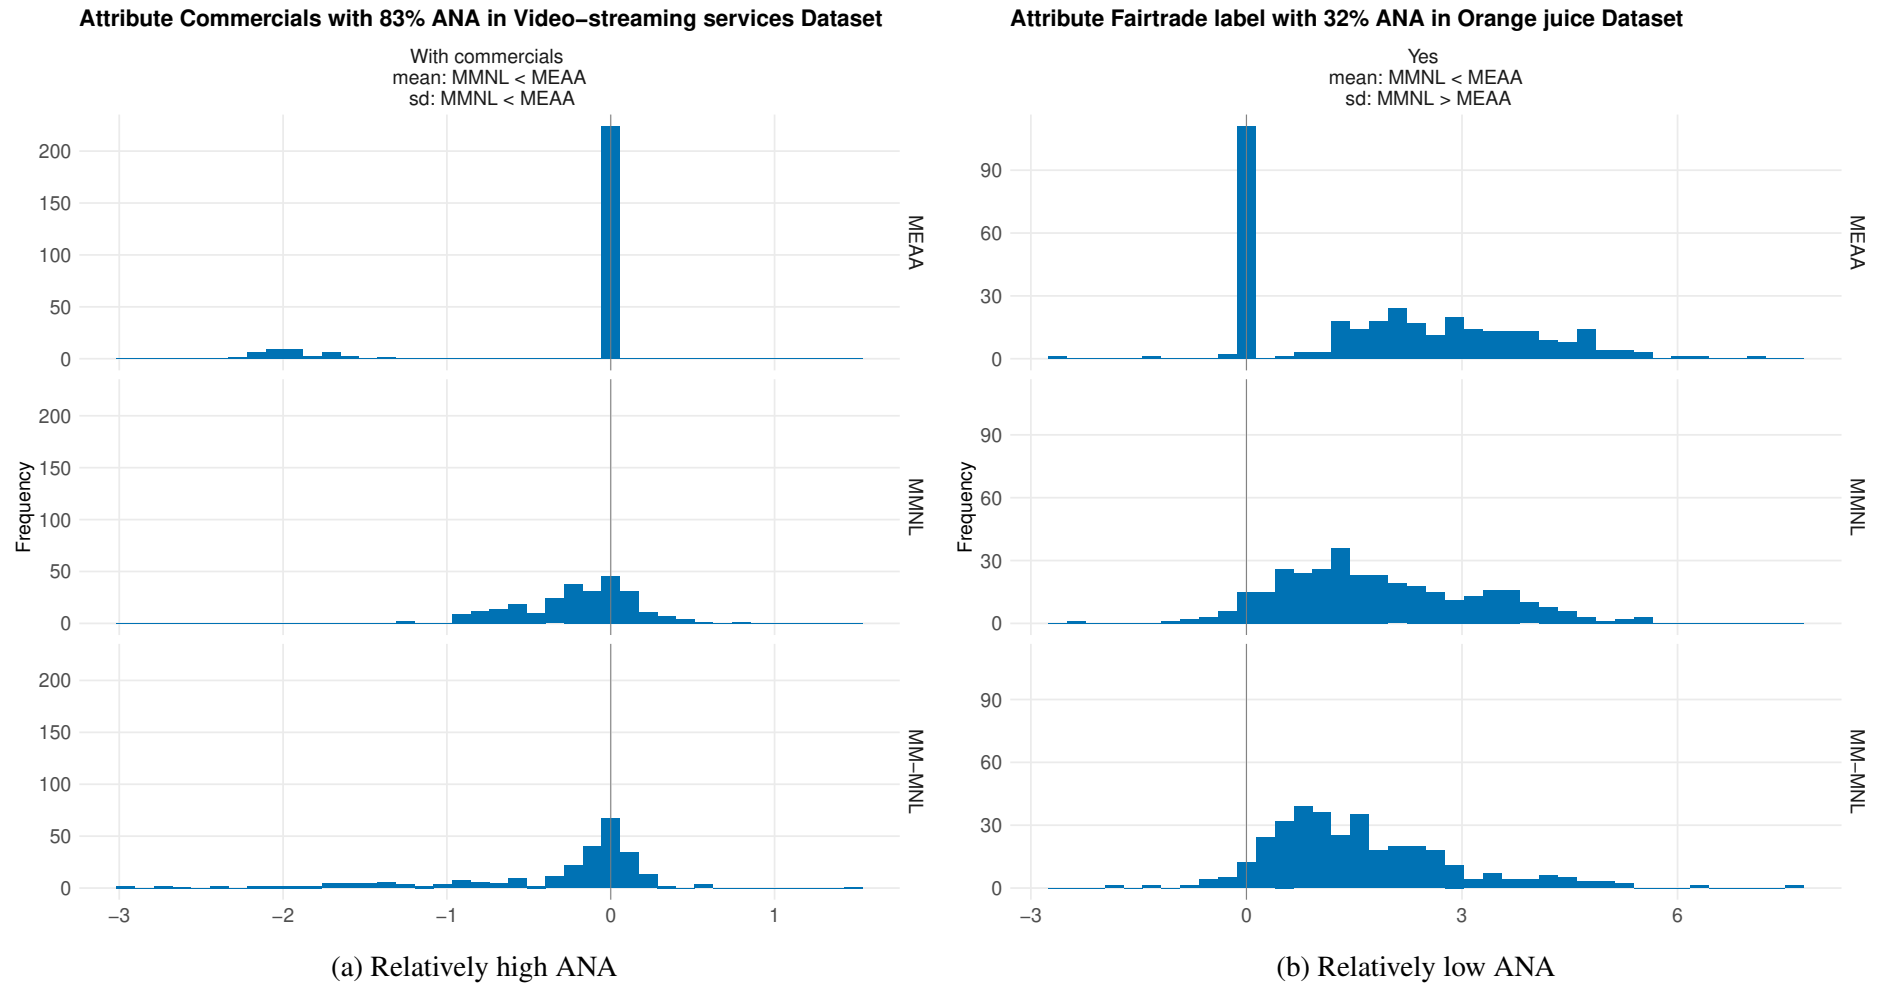 Attribute Commercials with 83% ANA in Video−streaming services Dataset
With commercials
mean: MMNL < MEAA
sd: MMNL < MEAA
200
150
100
50
0
MEAA
200
150
100
50
0
MMNL
200
150
100
50
0
MM−MNL
Frequency
−3 −2 −1 0 1
(a) Relatively high ANA
Attribute Fairtrade label with 32% ANA in Orange juice Dataset
Yes
mean: MMNL < MEAA
sd: MMNL > MEAA
90
60
30
0
MEAA
90
60
30
0
MMNL
90
60
30
0
MM−MNL
Frequency
−3 0 3 6
(b) Relatively low ANA